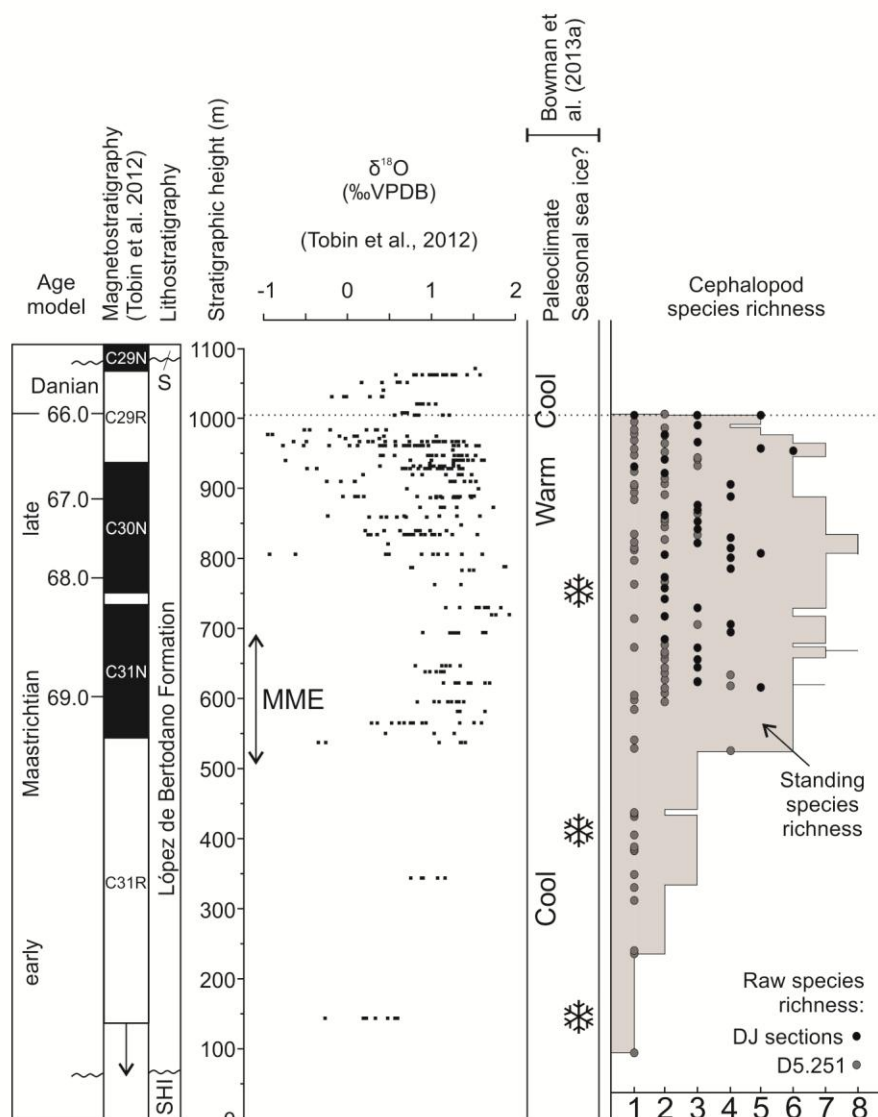 Bowman et
al. (2013a)
Age
model
Magnetostratigraphy
(Tobin et al. 2012)
Lithostratigraphy
Stratigraphic height (m)
δ18O
(‰VPDB)
(Tobin et al., 2012)
-1 0 1 2
Paleoclimate
Seasonal sea ice?
Cephalopod
species richness
Danian
late
Maastrichtian
early
66.0
67.0
68.0
69.0
C29N
C29R
C30N
C31N
C31R
S
López de Bertodano Formation
SHI
1100
1000
900
800
700
600
500
400
300
200
100
0
MME
Cool
Warm
Cool
Standing
species
richness
Raw species
richness:
DJ sections
D5.251
1 2 3 4 5 6 7 8